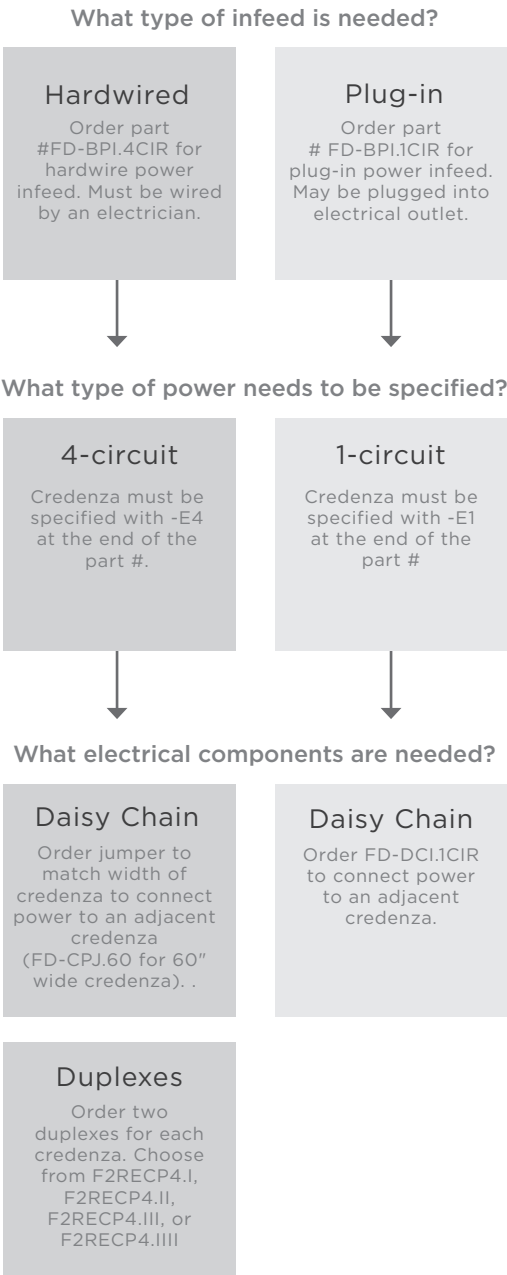 What type of infeed is needed?
Hardwired
Order part
#FD-BPI.4CIR for
hardwire power
infeed. Must be wired
by an electrician.
Plug-in
Order part
# FD-BPI.1CIR for
plug-in power infeed.
May be plugged into
electrical outlet.
What type of power needs to be specified?
4-circuit
Credenza must be
specified with -E4
at the end of the
part #.
1-circuit
Credenza must be
specified with -E1
at the end of the
part #
What electrical components are needed?
Daisy Chain
Order jumper to
match width of
credenza to connect
power to an adjacent
credenza
(FD-CPJ.60 for 60"
wide credenza). .
Daisy Chain
Order FD-DCI.1CIR
to connect power
to an adjacent
credenza.
Duplexes
Order two
duplexes for each
credenza. Choose
from F2RECP4.I,
F2RECP4.II,
F2RECP4.III, or
F2RECP4.IIII